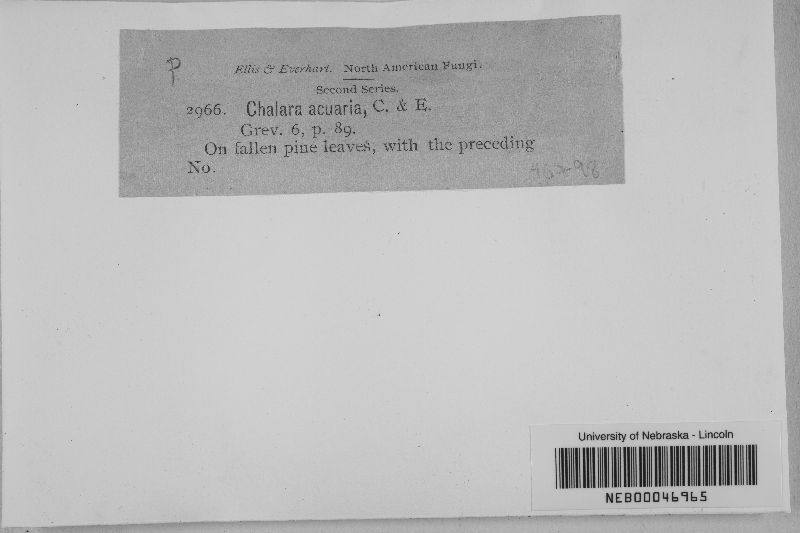 P
Ellis & Everhart. North American Fungi.
Second Series.
2966. Chalara acuaria, C. & E.
Grev. 6, p. 89.
On fallen pine leaves, with the preceding
No.
University of Nebraska - Lincoln
NEB00046965